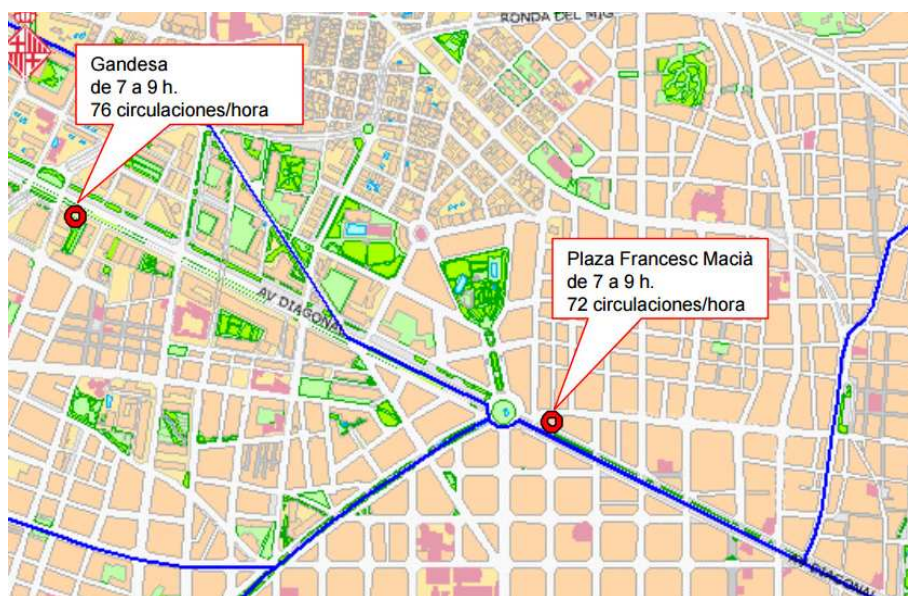 RONDA DEL MIG
Gandesa
de 7 a 9 h.
76 circulaciones/hora
Plaza Francesc Macià
de 7 a 9 h.
72 circulaciones/hora
AV DIAGONAL
AV DIAGONAL